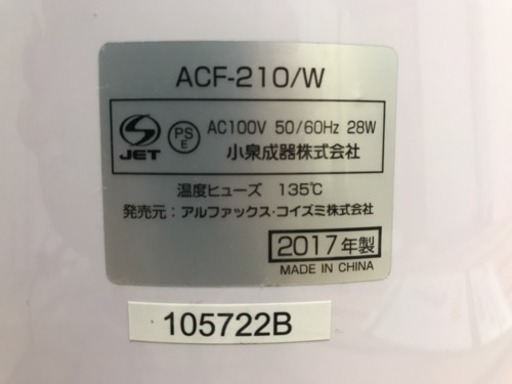 ACF-210/W
JET
PS
E
AC100V 50/60Hz 28W
小泉成器株式会社
温度ヒューズ 135℃
発売元：アルファックス・コイズミ株式会社
2017年製
MADE IN CHINA
105722B